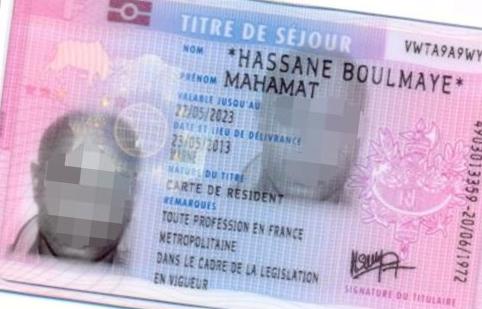 TITRE DE SÉJOUR
VWTA9A9WY
NOM *HASSANE BOULMAYE*
PRÉNOM MAHAMAT
VALABLE JUSQU'AU
22/05/2023
DATE ET LIEU DE DÉLIVRANCE
23/05/2013
NATURE DU TITRE
CARTE DE RESIDENT
REMARQUES
TOUTE PROFESSION EN FRANCE
METROPOLITAINE
DANS LE CADRE DE LA LEGISLATION
EN VIGUEUR
SIGNATURE DU TITULAIRE
4903013359 -20/06/1972